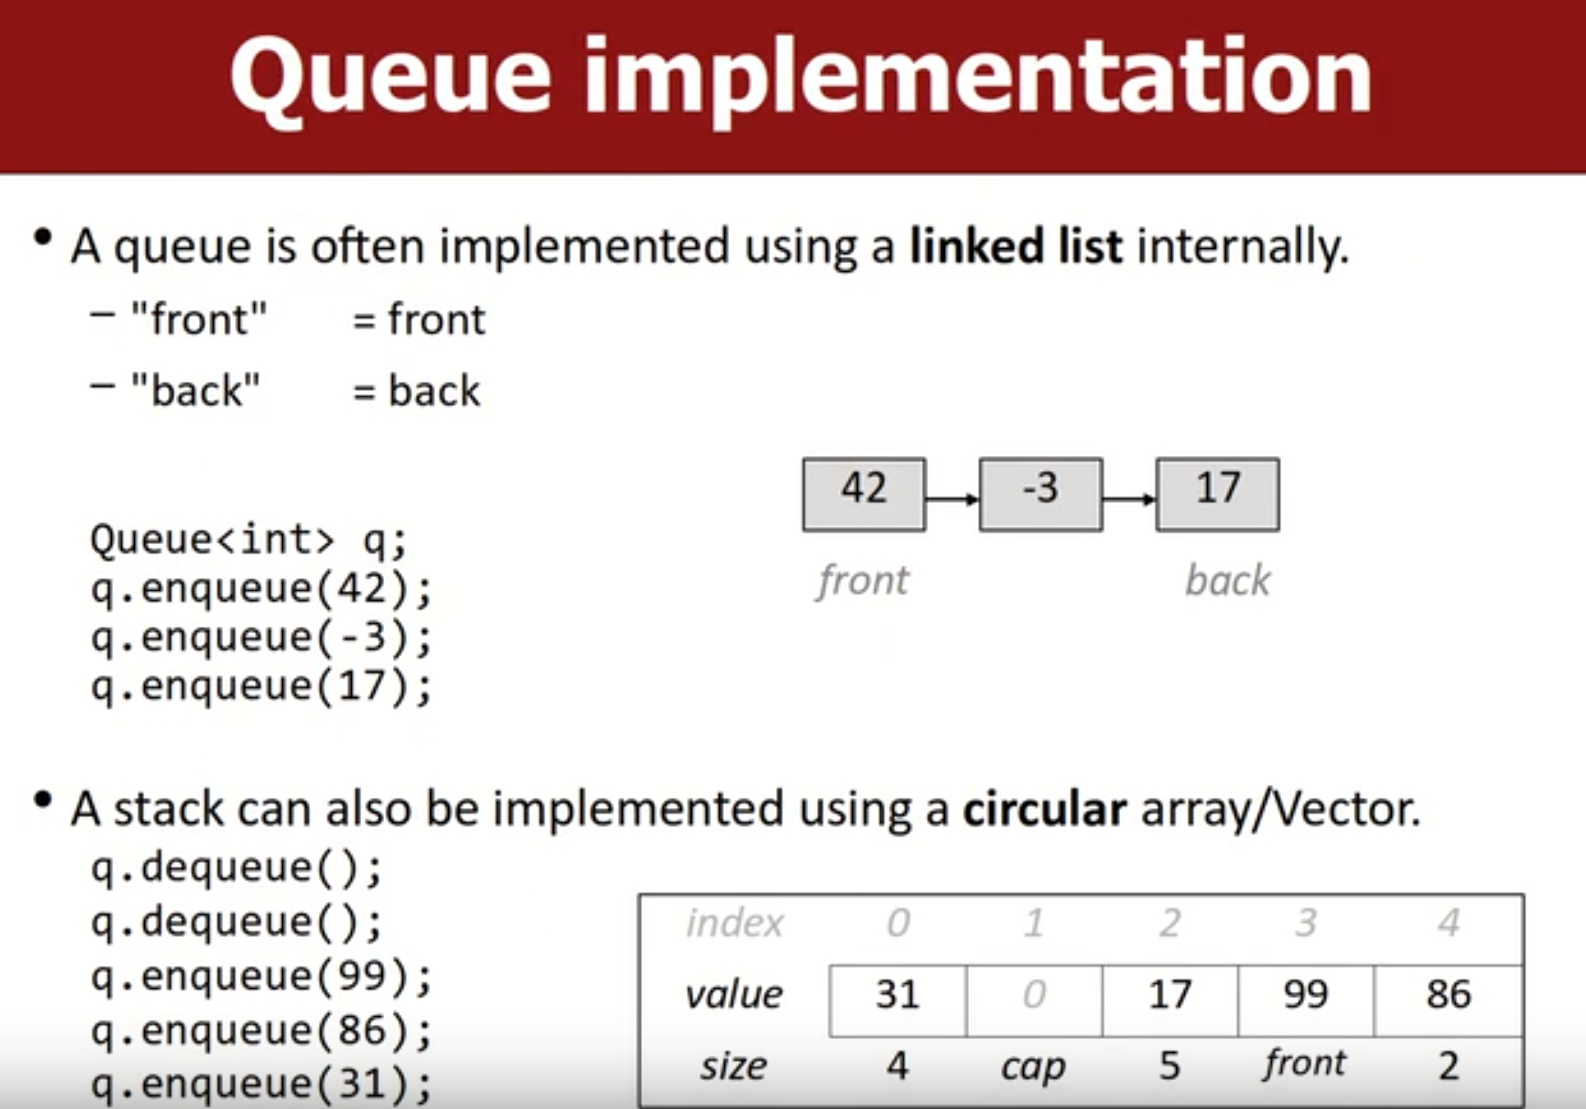 Queue implementation
• A queue is often implemented using a linked list internally.
– "front" = front
– "back" = back
42 -3 17
front back
Queue<int> q;
q.enqueue(42);
q.enqueue(-3);
q.enqueue(17);
• A stack can also be implemented using a circular array/Vector.
q.dequeue();
q.dequeue();
q.enqueue(99);
q.enqueue(86);
q.enqueue(31);
index 0 1 2 3 4
value 31 0 17 99 86
size 4 cap 5 front 2